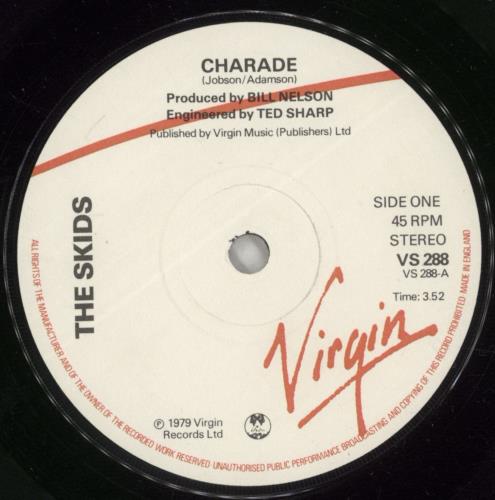 CHARADE
(Jobson/Adamson)
Produced by BILL NELSON
Engineered by TED SHARP
Published by Virgin Music (Publishers) Ltd
THE SKIDS
SIDE ONE
45 RPM
STEREO
VS 288
VS 288-A
Time: 3.52
Virgin
℗ 1979 Virgin
Records Ltd
ALL RIGHTS OF THE MANUFACTURER AND OF THE OWNER OF THE RECORDED WORK RESERVED · UNAUTHORISED PUBLIC PERFORMANCE BROADCASTING AND COPYING OF THIS RECORD PROHIBITED. MADE IN ENGLAND